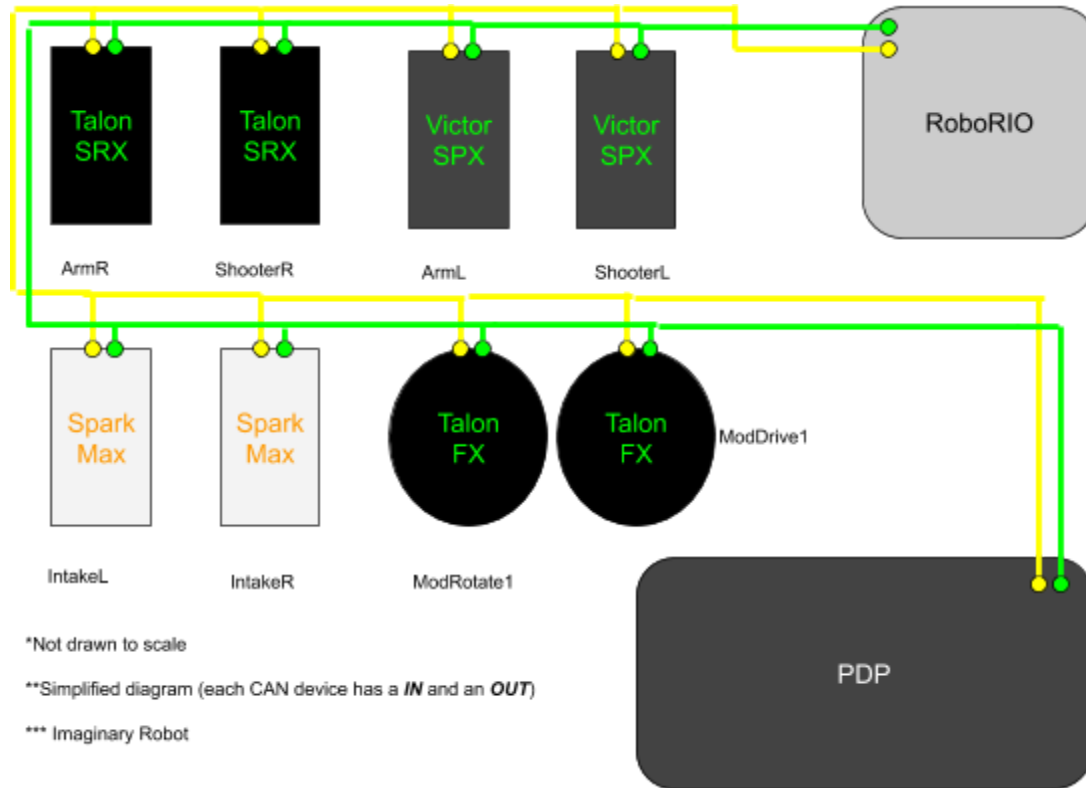 Talon
SRX
Talon
SRX
Victor
SPX
Victor
SPX
RoboRIO
ArmR
ShooterR
ArmL
ShooterL
Spark
Max
Spark
Max
Talon
FX
Talon
FX
ModDrive1
IntakeL
IntakeR
ModRotate1
*Not drawn to scale
**Simplified diagram (each CAN device has a IN and an OUT)
*** Imaginary Robot
PDP